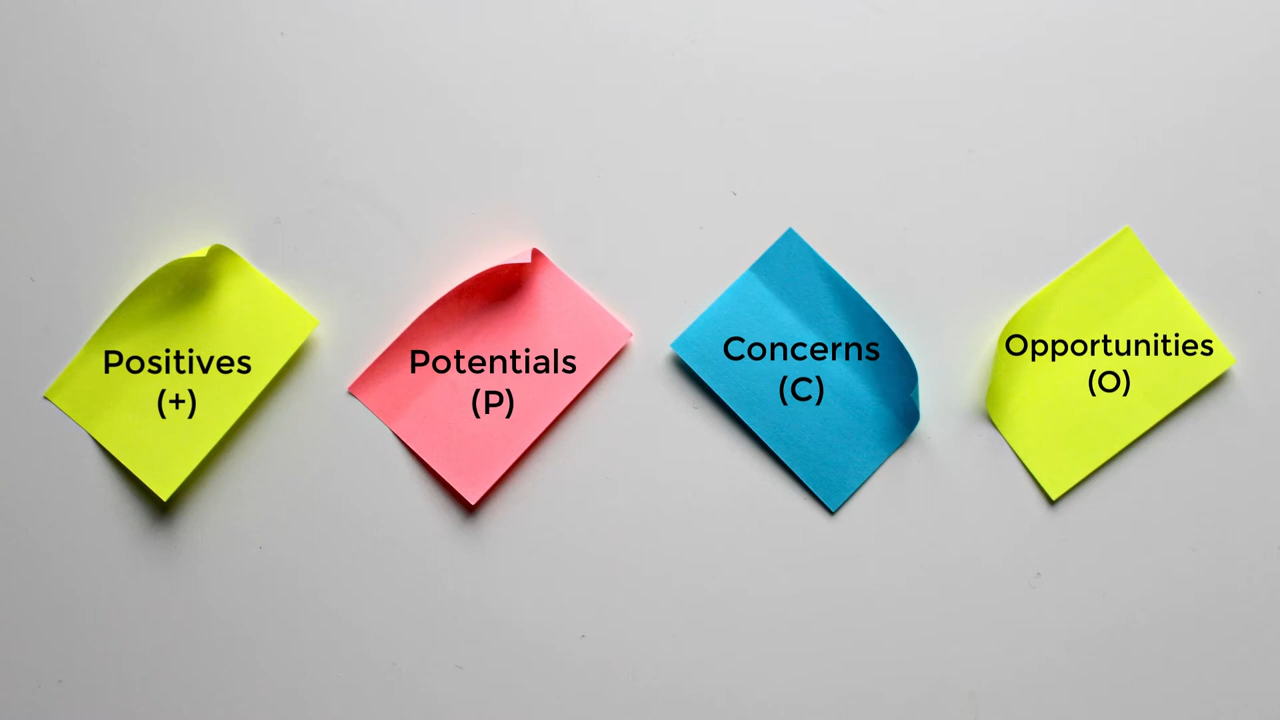 Positives
(+)
Potentials
(P)
Concerns
(C)
Opportunities
(O)